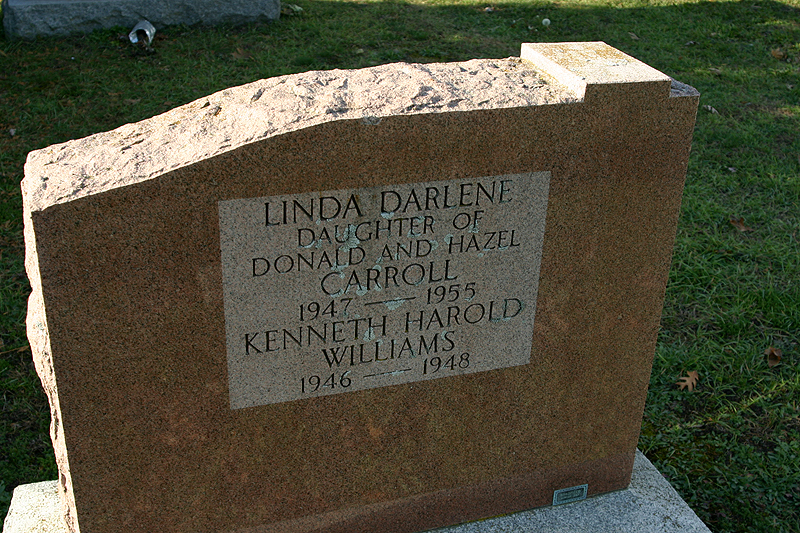 LINDA DARLENE
DAUGHTER OF
DONALD AND HAZEL
CARROLL
1947 — 1955
KENNETH HAROLD
WILLIAMS
1946 — 1948